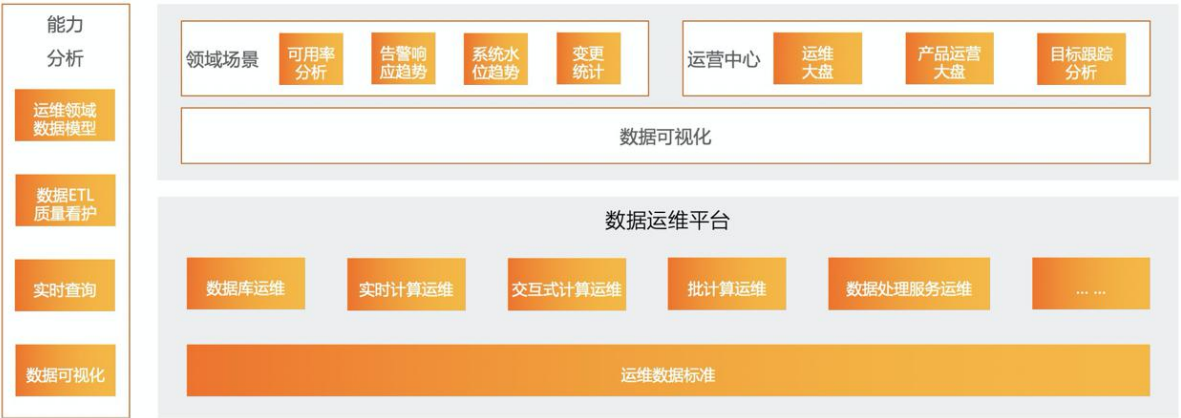 能力
分析
运维领域
数据模型
数据ETL
质量看护
实时查询
数据可视化
领域场景
可用率
分析
告警响
应趋势
系统水
位趋势
变更
统计
运营中心
运维
大盘
产品运营
大盘
目标跟踪
分析
数据可视化
数据运维平台
数据库运维
实时计算运维
交互式计算运维
批计算运维
数据处理服务运维
... ...
运维数据标准